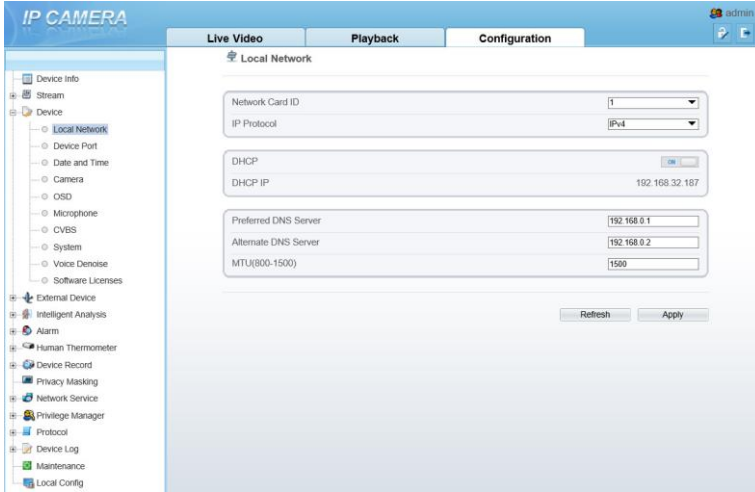 IP CAMERA
admin
Live Video
Playback
Configuration
Device Info
Stream
Device
Local Network
Device Port
Date and Time
Camera
OSD
Microphone
CVBS
System
Voice Denoise
Software Licenses
External Device
Intelligent Analysis
Alarm
Human Thermometer
Device Record
Privacy Masking
Network Service
Privilege Manager
Protocol
Device Log
Maintenance
Local Config
Local Network
Network Card ID 1
IP Protocol IPv4
DHCP ON
DHCP IP 192.168.32.187
Preferred DNS Server 192.168.0.1
Alternate DNS Server 192.168.0.2
MTU(800-1500) 1500
Refresh Apply